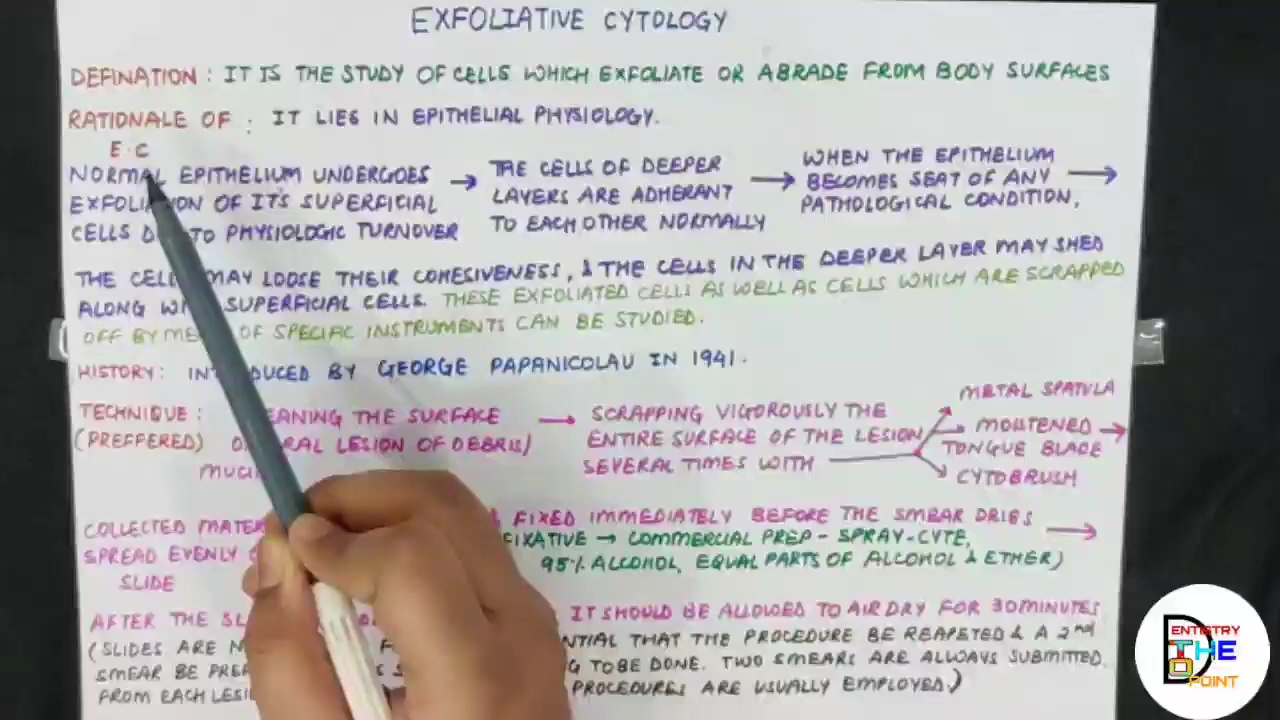 EXFOLIATIVE CYTOLOGY
DEFINATION : IT IS THE STUDY OF CELLS WHICH EXFOLIATE OR ABRADE FROM BODY SURFACES
RATIONALE OF : IT LIES IN EPITHELIAL PHYSIOLOGY.
E.C
NORMAL EPITHELIUM UNDERGOES → THE CELLS OF DEEPER → WHEN THE EPITHELIUM →
EXFOLIATION OF IT'S SUPERFICIAL LAYERS ARE ADHERANT BECOMES SEAT OF ANY
CELLS TO PHYSIOLOGIC TURNOVER TO EACH OTHER NORMALLY PATHOLOGICAL CONDITION,
THE CELL MAY LOOSE THEIR COHESIVENESS, & THE CELLS IN THE DEEPER LAYER MAY SHED
ALONG SUPERFICIAL CELLS. THESE EXFOLIATED CELLS AS WELL AS CELLS WHICH ARE SCRAPPED
OFF BY OF SPECIAL INSTRUMENTS CAN BE STUDIED.
HISTORY : BY GEORGE PAPANICOLAU IN 1941.
TECHNIQUE : THE SURFACE → SCRAPPING VIGOROUSLY THE METAL SPATULA
(PREFFERED) LESION OF DEBRIS/ ENTIRE SURFACE OF THE LESION MOISTENED →
SEVERAL TIMES WITH TONGUE BLADE
CYTOBRUSH
COLLECTED FIXED IMMEDIATELY BEFORE THE SMEAR DRIES →
SPREAD EVENLY FIXATIVE → COMMERCIAL PREP - SPRAY-CYTE,
SLIDE 95% ALCOHOL, EQUAL PARTS OF ALCOHOL & ETHER)
AFTER THE IT SHOULD BE ALLOWED TO AIR DRY FOR 30 MINUTES
(SLIDES ARE THAT THE PROCEDURE BE REAPETED & A 2nd
SMEAR BE TO BE DONE. TWO SMEARS ARE ALWAYS SUBMITTED
FROM EACH PROCEDURES ARE USUALLY EMPLOYED.)
D
ENTISTRY
THE
POINT